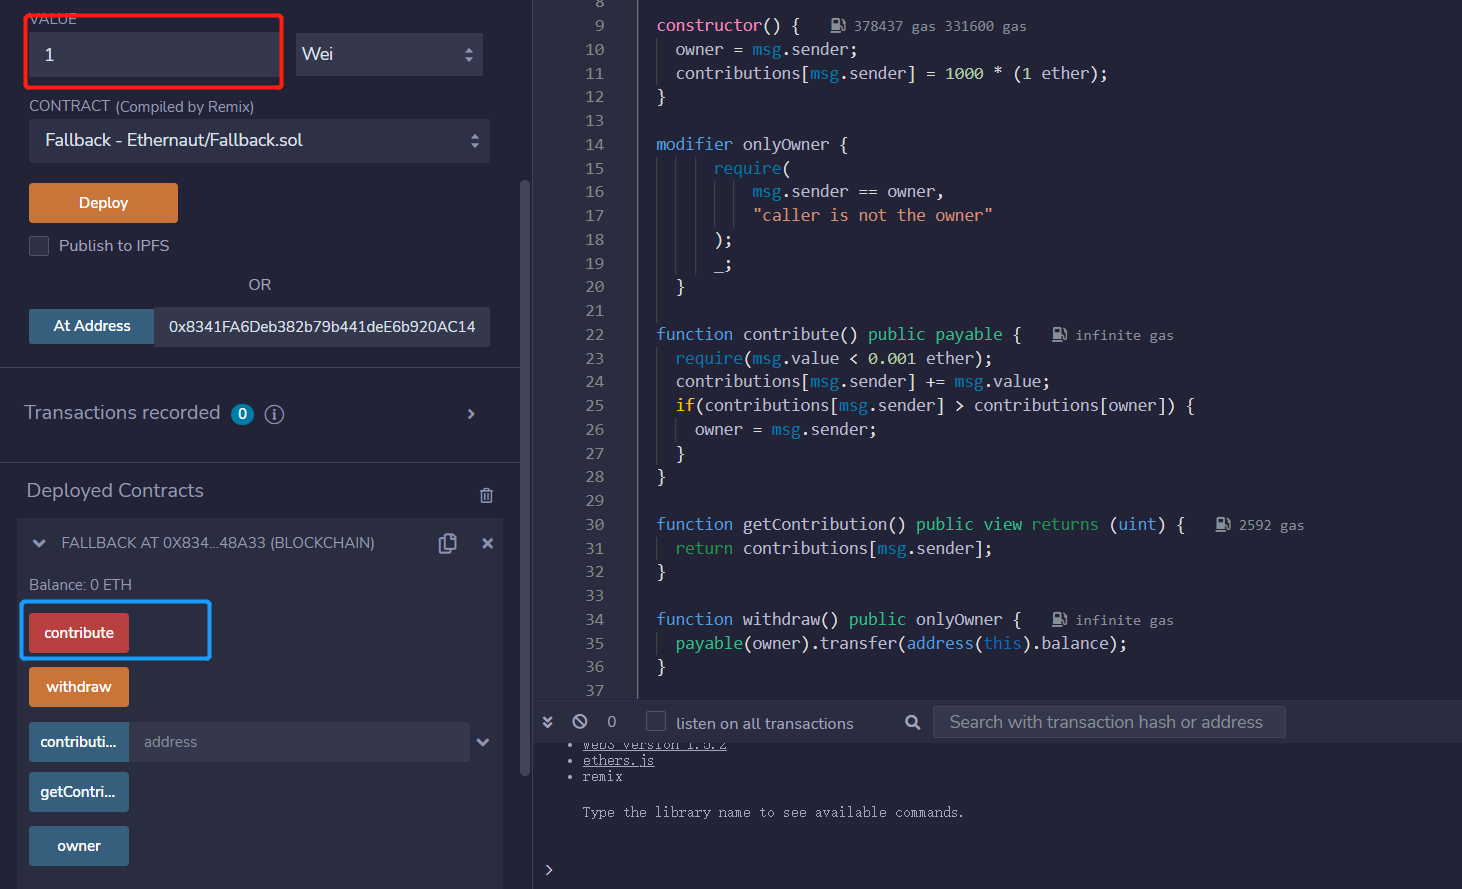 VALUE
1
Wei
CONTRACT (Compiled by Remix)
Fallback - Ethernaut/Fallback.sol
Deploy
Publish to IPFS
OR
At Address
0x8341FA6Deb382b79b441deE6b920AC14
Transactions recorded 0 i
Deployed Contracts
FALLBACK AT 0X834...48A33 (BLOCKCHAIN)
Balance: 0 ETH
contribute
withdraw
contributi...
address
getContri...
owner
8
9 constructor() { 378437 gas 331600 gas
10 owner = msg.sender;
11 contributions[msg.sender] = 1000 * (1 ether);
12 }
13
14 modifier onlyOwner {
15 require(
16 msg.sender == owner,
17 "caller is not the owner"
18 );
19 _;
20 }
21
22 function contribute() public payable { infinite gas
23 require(msg.value < 0.001 ether);
24 contributions[msg.sender] += msg.value;
25 if(contributions[msg.sender] > contributions[owner]) {
26 owner = msg.sender;
27 }
28 }
29
30 function getContribution() public view returns (uint) { 2592 gas
31 return contributions[msg.sender];
32 }
33
34 function withdraw() public onlyOwner { infinite gas
35 payable(owner).transfer(address(this).balance);
36 }
37
0
listen on all transactions
Search with transaction hash or address
• web3 version 1.5.2
• ethers.js
• remix
Type the library name to see available commands.
>